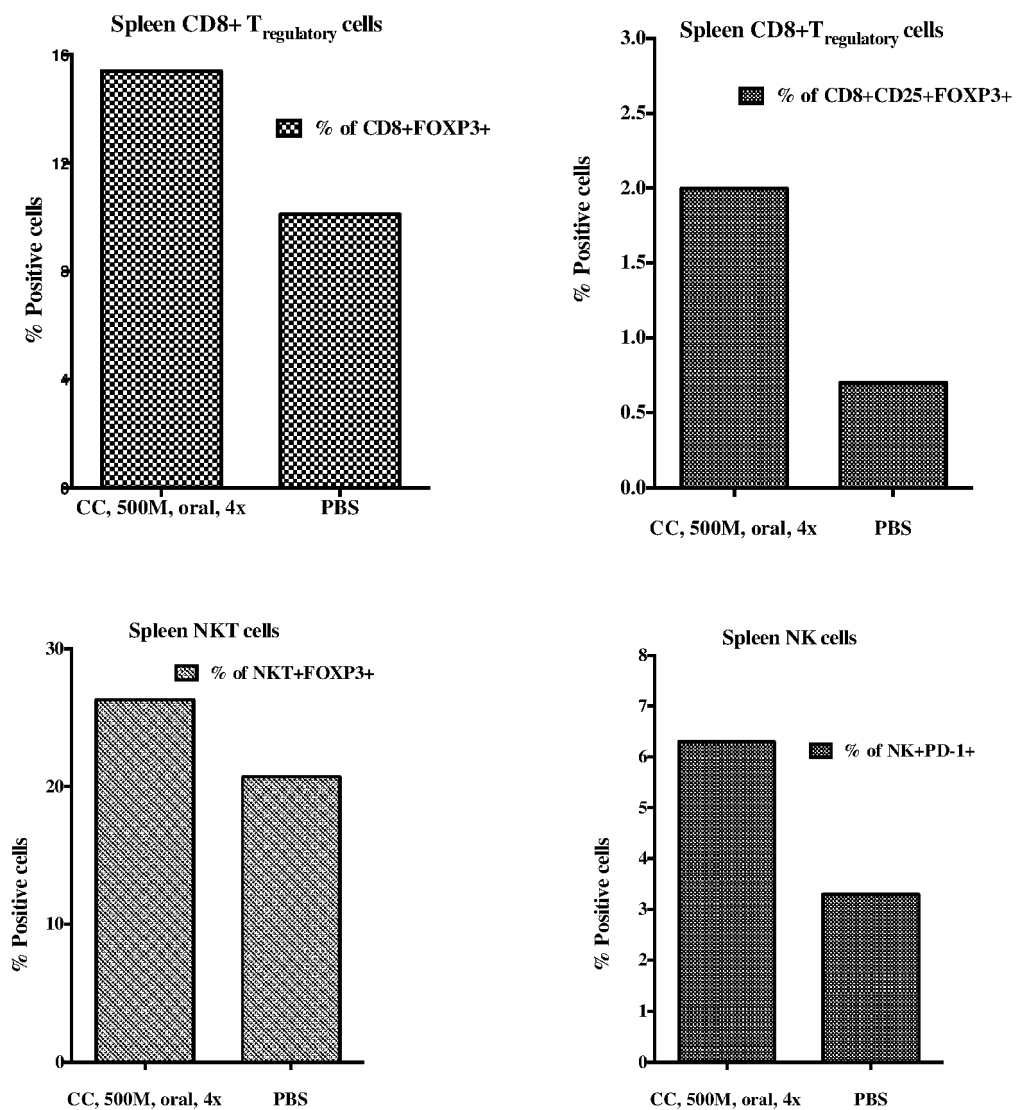 Spleen CD8+ Tregulatory cells
% of CD8+FOXP3+
% Positive cells
16
12
8
4
0
CC, 500M, oral, 4x PBS
Spleen CD8+Tregulatory cells
% of CD8+CD25+FOXP3+
% Positive cells
3.0
2.5
2.0
1.5
1.0
0.5
0.0
CC, 500M, oral, 4x PBS
Spleen NKT cells
% of NKT+FOXP3+
% Positive cells
30
20
10
0
CC, 500M, oral, 4x PBS
Spleen NK cells
% of NK+PD-1+
% Positive cells
8
7
6
5
4
3
2
1
0
CC, 500M, oral, 4x PBS